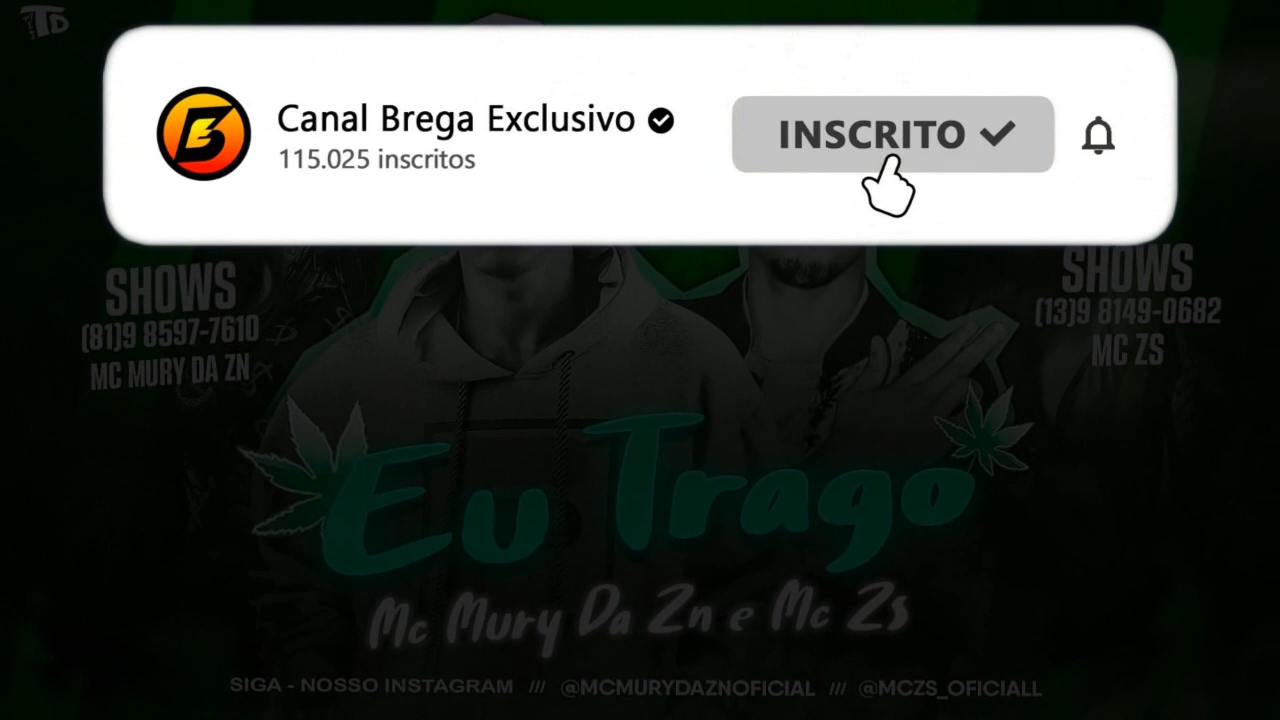 TD
Canal Brega Exclusivo
115.025 inscritos
INSCRITO
SHOWS
(81)9 8597-7610
MC MURY DA ZN
SHOWS
(13)9 8149-0682
MC ZS
Eu Trago
Mc Mury Da Zn e Mc Zs
SIGA - NOSSO INSTAGRAM /// @MCMURYDAZNOFICIAL /// @MCZS_OFICIALL